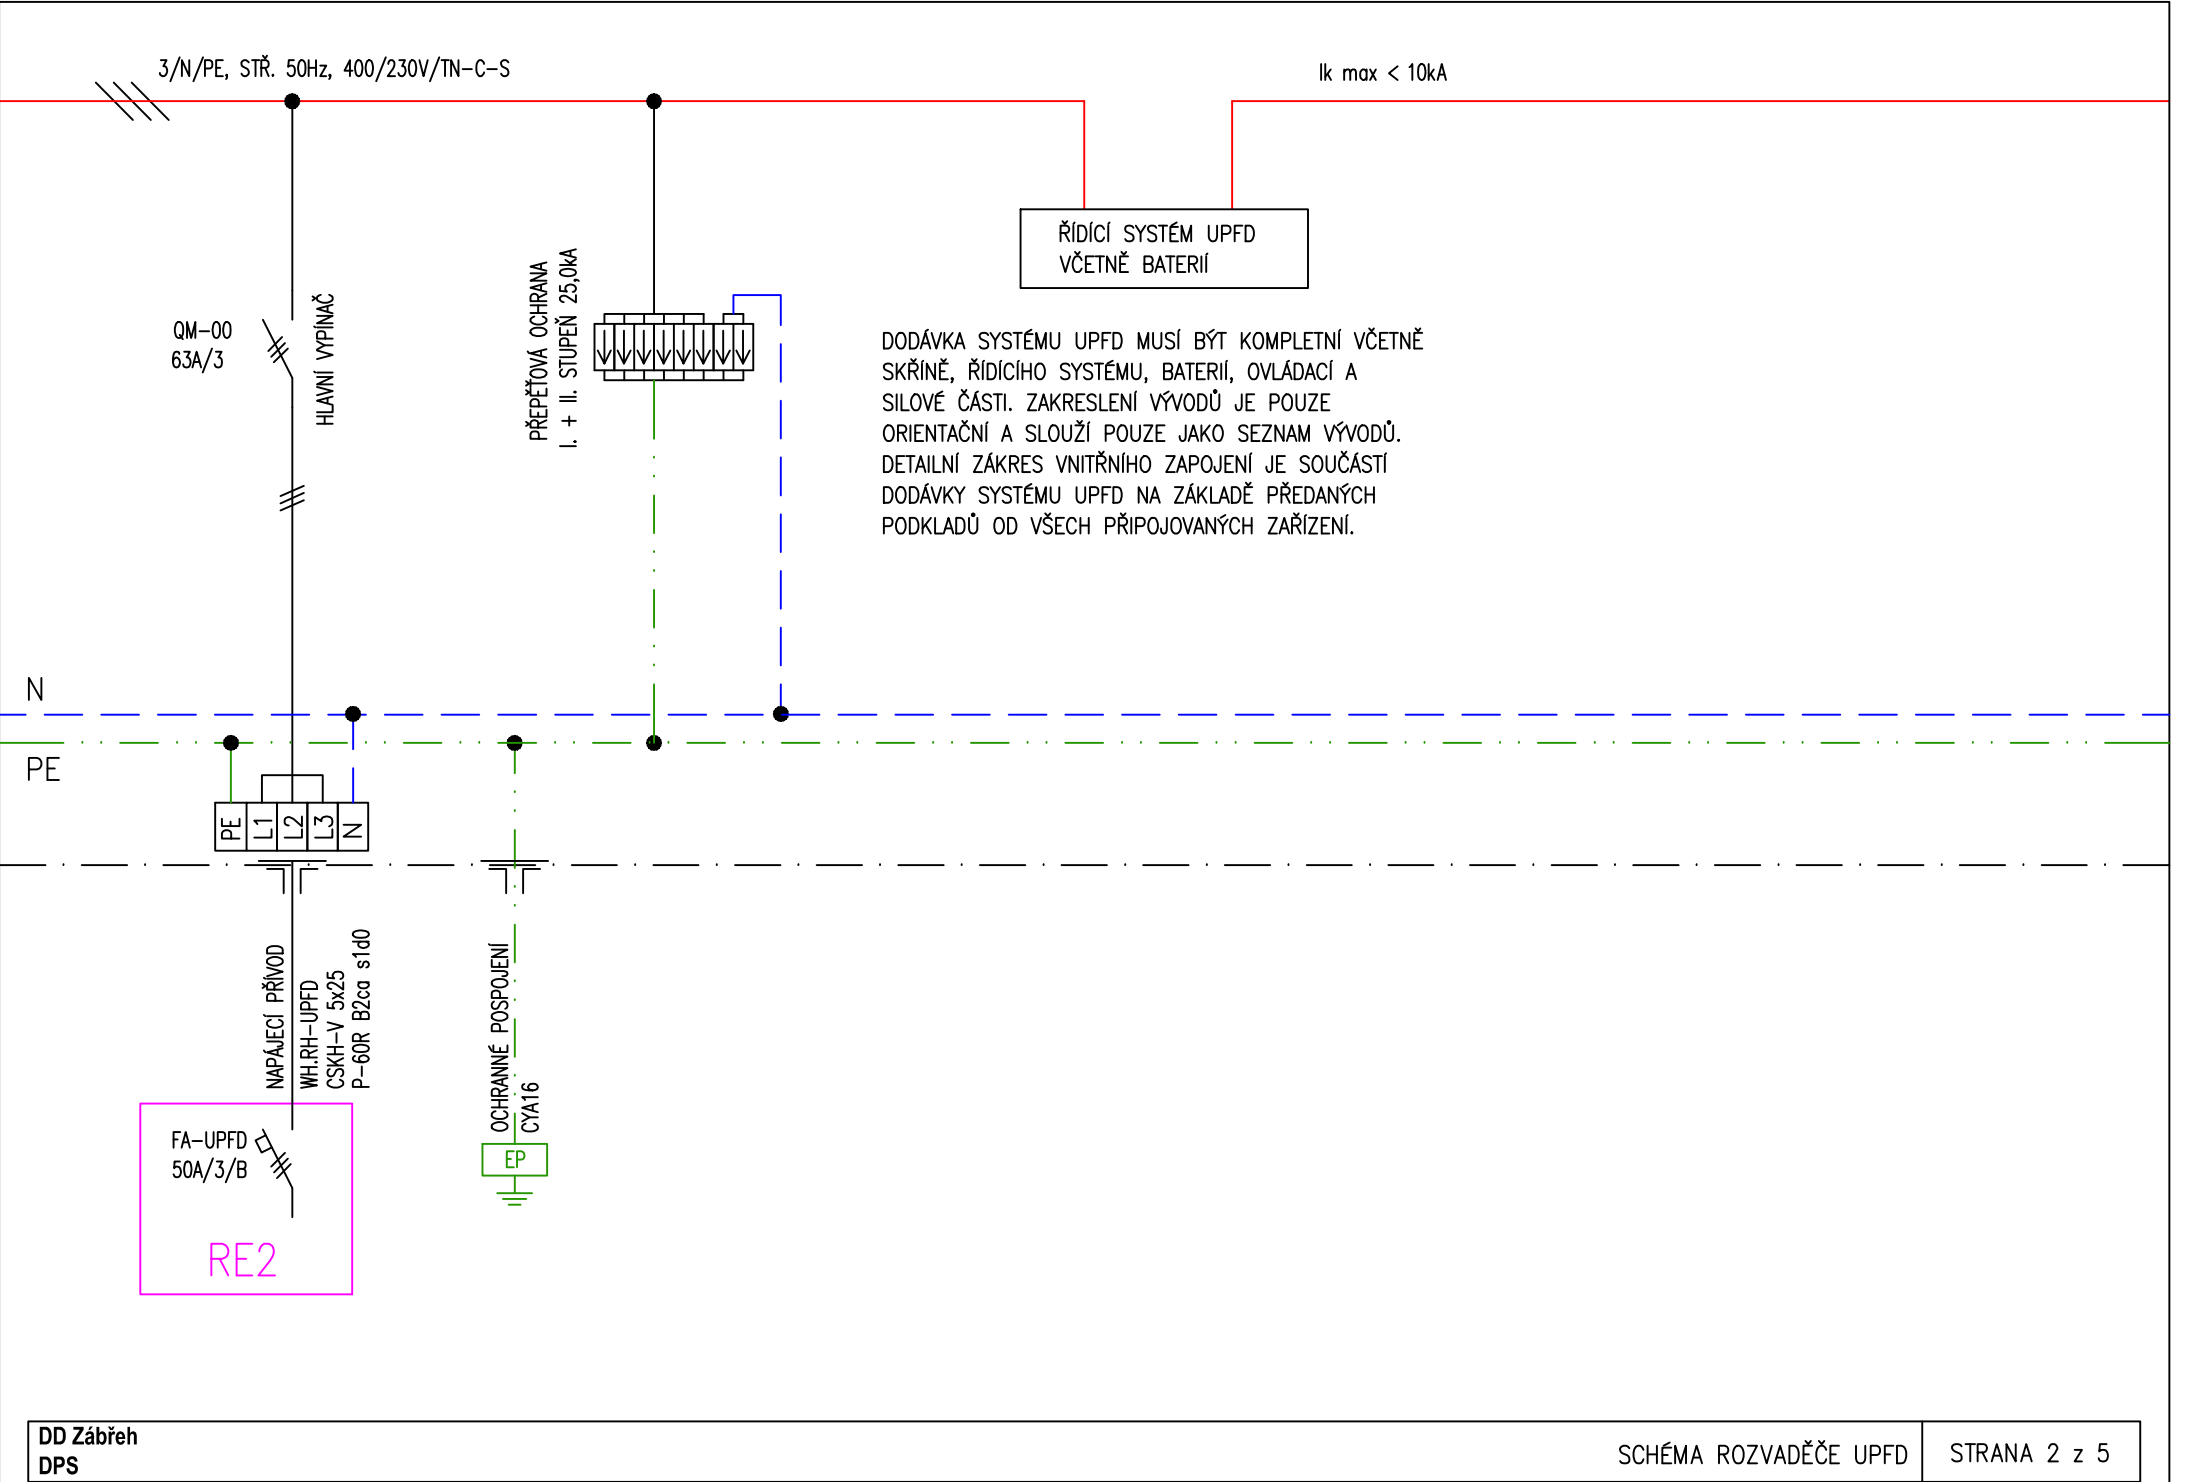 3/N/PE, STŘ. 50Hz, 400/230V/TN-C-S
Ik max < 10kA
ŘÍDÍCÍ SYSTÉM UPFD
VČETNĚ BATERIÍ
QM-00
63A/3
HLAVNÍ VYPÍNAČ
PŘEPĚŤOVÁ OCHRANA
I. + II. STUPEŇ 25,0kA
DODÁVKA SYSTÉMU UPFD MUSÍ BÝT KOMPLETNÍ VČETNĚ
SKŘÍNĚ, ŘÍDÍCÍHO SYSTÉMU, BATERIÍ, OVLÁDACÍ A
SILOVÉ ČÁSTI. ZAKRESLENÍ VÝVODŮ JE POUZE
ORIENTAČNÍ A SLOUŽÍ POUZE JAKO SEZNAM VÝVODŮ.
DETAILNÍ ZÁKRES VNITŘNÍHO ZAPOJENÍ JE SOUČÁSTÍ
DODÁVKY SYSTÉMU UPFD NA ZÁKLADĚ PŘEDANÝCH
PODKLADŮ OD VŠECH PŘIPOJOVANÝCH ZAŘÍZENÍ.
N
PE
PE
L1
L2
L3
N
NAPÁJECÍ PŘÍVOD
WH.RH-UPFD
CSKH-V 5x25
P-60R B2ca s1d0
OCHRANNÉ POSPOJENÍ
CYA16
FA-UPFD
50A/3/B
RE2
EP
DD Zábřeh
DPS
SCHÉMA ROZVADĚČE UPFD
STRANA 2 z 5